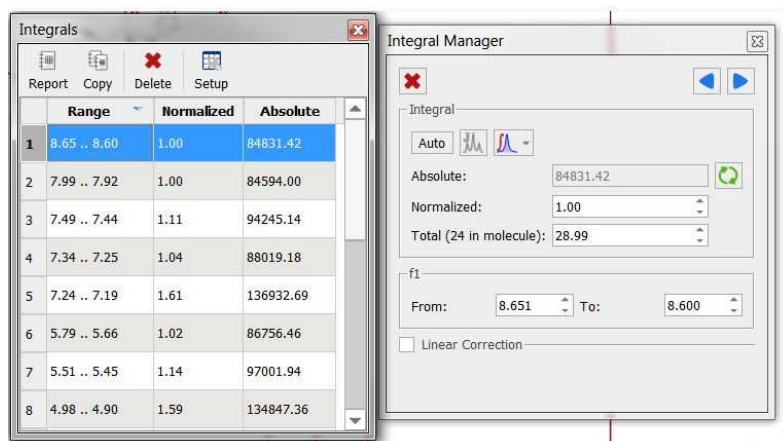 Integrals
Report Copy Delete Setup
Range Normalized Absolute
1 8.65 .. 8.60 1.00 84831.42
2 7.99 .. 7.92 1.00 84594.00
3 7.49 .. 7.44 1.11 94245.14
4 7.34 .. 7.25 1.04 88019.18
5 7.24 .. 7.19 1.61 136932.69
6 5.79 .. 5.66 1.02 86756.46
7 5.51 .. 5.45 1.14 97001.94
8 4.98 .. 4.90 1.59 134847.36
Integral Manager
Integral
Auto
Absolute: 84831.42
Normalized: 1.00
Total (24 in molecule): 28.99
f1
From: 8.651 To: 8.600
Linear Correction